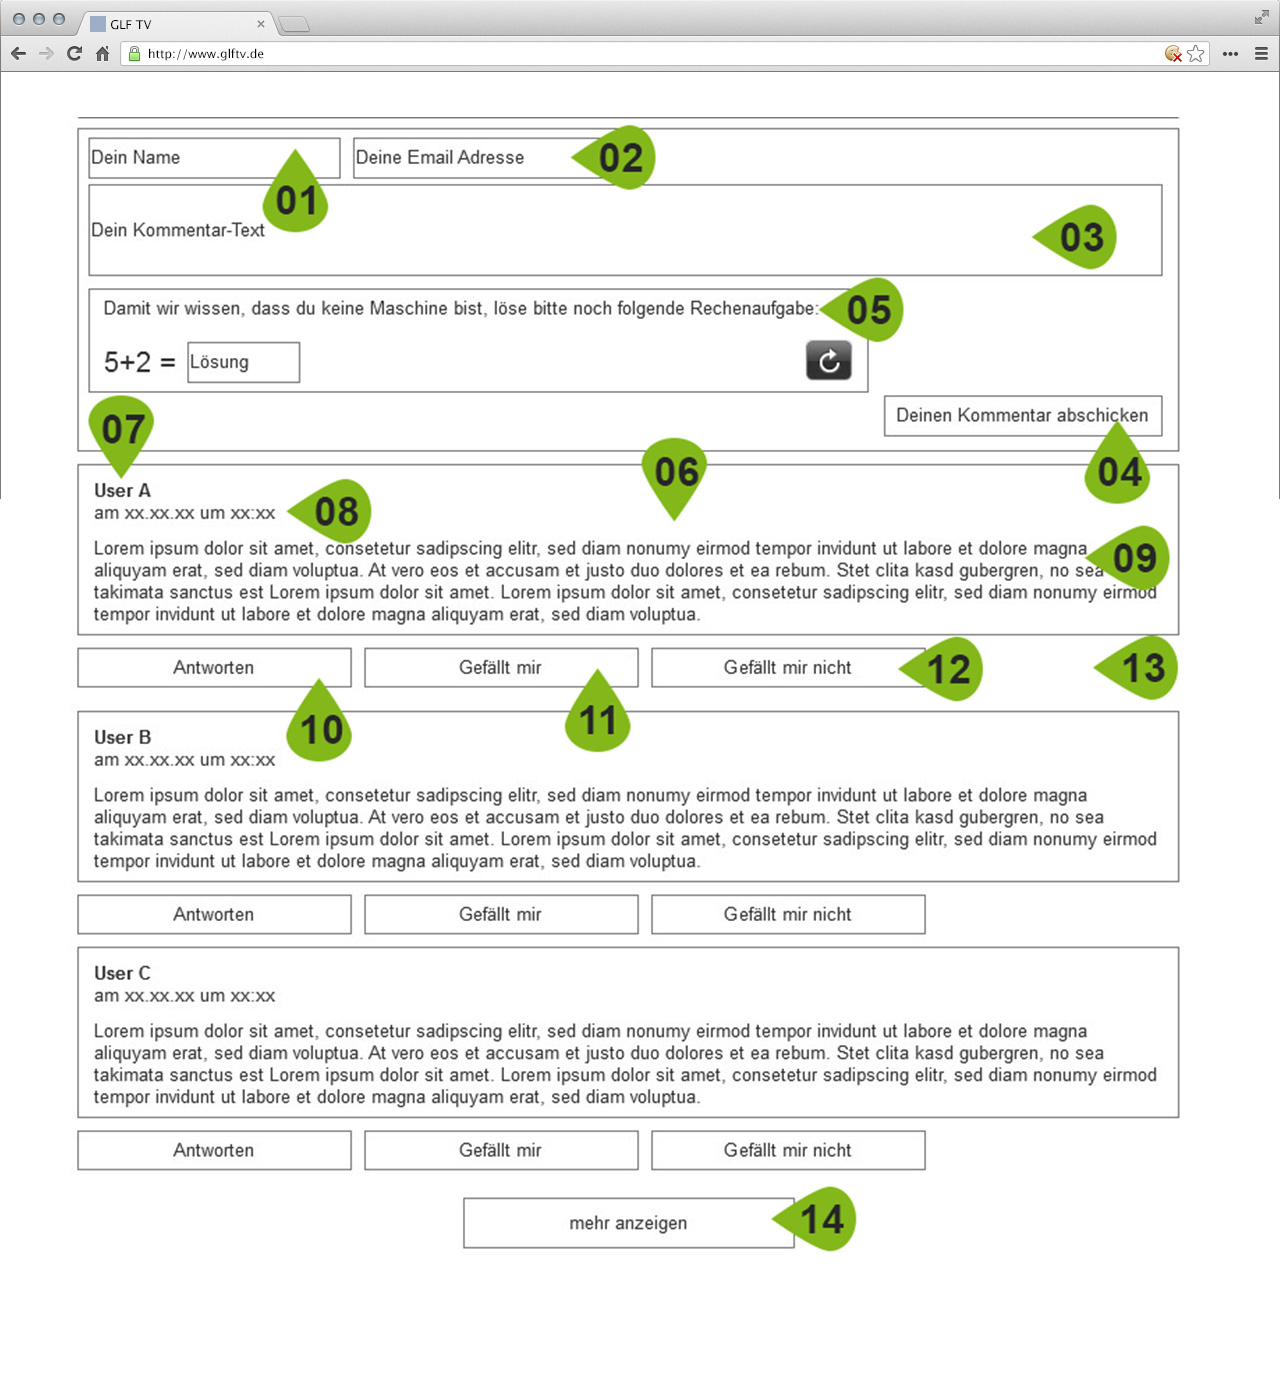 GLF TV
http://www.glftv.de
Dein Name
01
Deine Email Adresse
02
Dein Kommentar-Text
03
Damit wir wissen, dass du keine Maschine bist, löse bitte noch folgende Rechenaufgabe:
05
5+2 =
Lösung
Deinen Kommentar abschicken
04
07
06
User A
am xx.xx.xx um xx:xx
08
Lorem ipsum dolor sit amet, consetetur sadipscing elitr, sed diam nonumy eirmod tempor invidunt ut labore et dolore magna
aliquyam erat, sed diam voluptua. At vero eos et accusam et justo duo dolores et ea rebum. Stet clita kasd gubergren, no sea
takimata sanctus est Lorem ipsum dolor sit amet. Lorem ipsum dolor sit amet, consetetur sadipscing elitr, sed diam nonumy eirmod
tempor invidunt ut labore et dolore magna aliquyam erat, sed diam voluptua.
09
Antworten
10
Gefällt mir
11
Gefällt mir nicht
12
13
User B
am xx.xx.xx um xx:xx
Lorem ipsum dolor sit amet, consetetur sadipscing elitr, sed diam nonumy eirmod tempor invidunt ut labore et dolore magna
aliquyam erat, sed diam voluptua. At vero eos et accusam et justo duo dolores et ea rebum. Stet clita kasd gubergren, no sea
takimata sanctus est Lorem ipsum dolor sit amet. Lorem ipsum dolor sit amet, consetetur sadipscing elitr, sed diam nonumy eirmod
tempor invidunt ut labore et dolore magna aliquyam erat, sed diam voluptua.
Antworten
Gefällt mir
Gefällt mir nicht
User C
am xx.xx.xx um xx:xx
Lorem ipsum dolor sit amet, consetetur sadipscing elitr, sed diam nonumy eirmod tempor invidunt ut labore et dolore magna
aliquyam erat, sed diam voluptua. At vero eos et accusam et justo duo dolores et ea rebum. Stet clita kasd gubergren, no sea
takimata sanctus est Lorem ipsum dolor sit amet. Lorem ipsum dolor sit amet, consetetur sadipscing elitr, sed diam nonumy eirmod
tempor invidunt ut labore et dolore magna aliquyam erat, sed diam voluptua.
Antworten
Gefällt mir
Gefällt mir nicht
mehr anzeigen
14